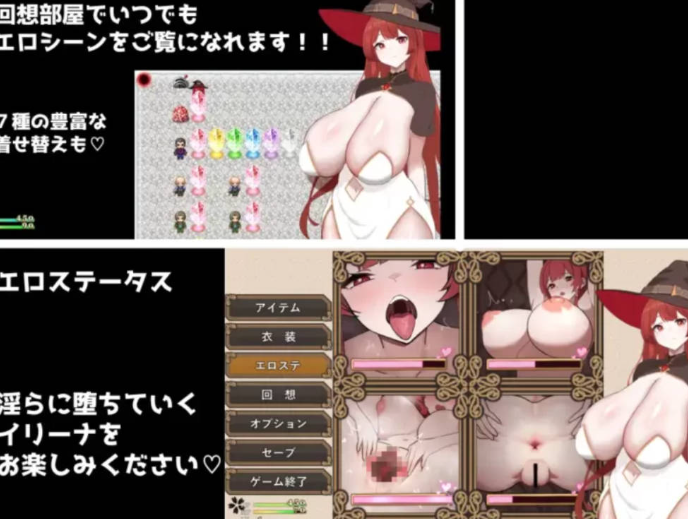 回想部屋でいつでも
エロシーンをご覧になれます！！
7種の豊富な
着せ替えも♡
エロステータス
淫らに堕ちていく
イリーナを
お楽しみください♡
アイテム
衣装
エロステ
回想
オプション
セーブ
ゲーム終了